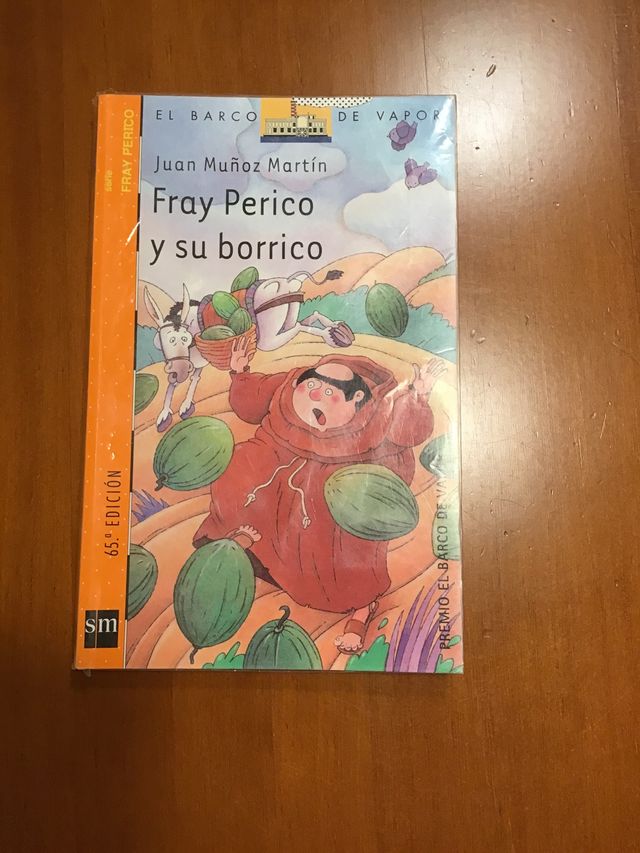 EL BARCO DE VAPOR
Juan Muñoz Martín
Fray Perico
y su borrico
serie
FRAY PERICO
65.º EDICIÓN
sm
PREMIO EL BARCO DE VA